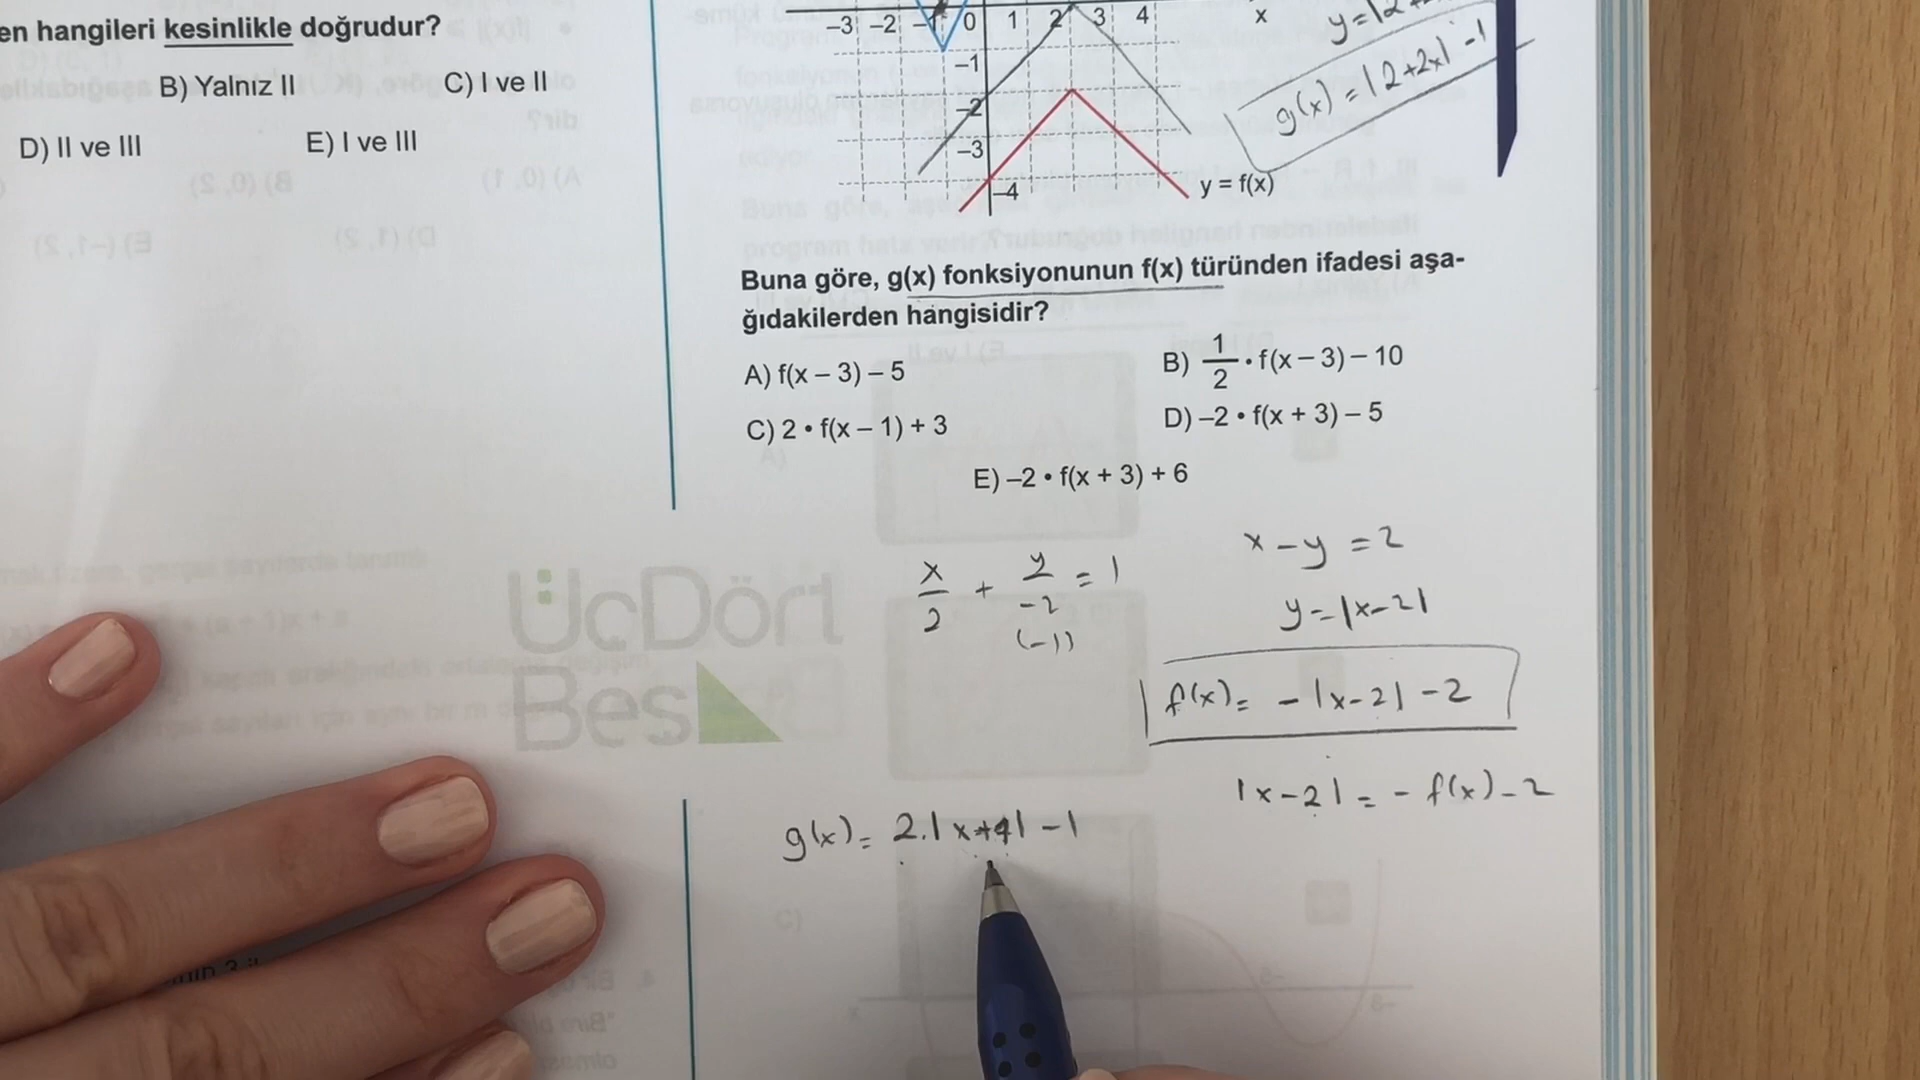 en hangileri kesinlikle doğrudur?
B) Yalnız II
C) I ve II
D) II ve III
E) I ve III
-3 -2 0 1 2 3 4 x
-1
-2
-3
-4
y = f(x)
g(x) = |2+2x| -1
Buna göre, g(x) fonksiyonunun f(x) türünden ifadesi aşa-
ğıdakilerden hangisidir?
A) f(x – 3) – 5
B) 1/2 • f(x – 3) – 10
C) 2 • f(x – 1) + 3
D) –2 • f(x + 3) – 5
E) –2 • f(x + 3) + 6
x/2 + y/-2 = 1
(-1)
x - y = 2
y = |x-2|
f(x) = -|x-2| -2
|x-2| = - f(x) - 2
g(x) = 2.|x+1| -1
ÜçDört
Beş